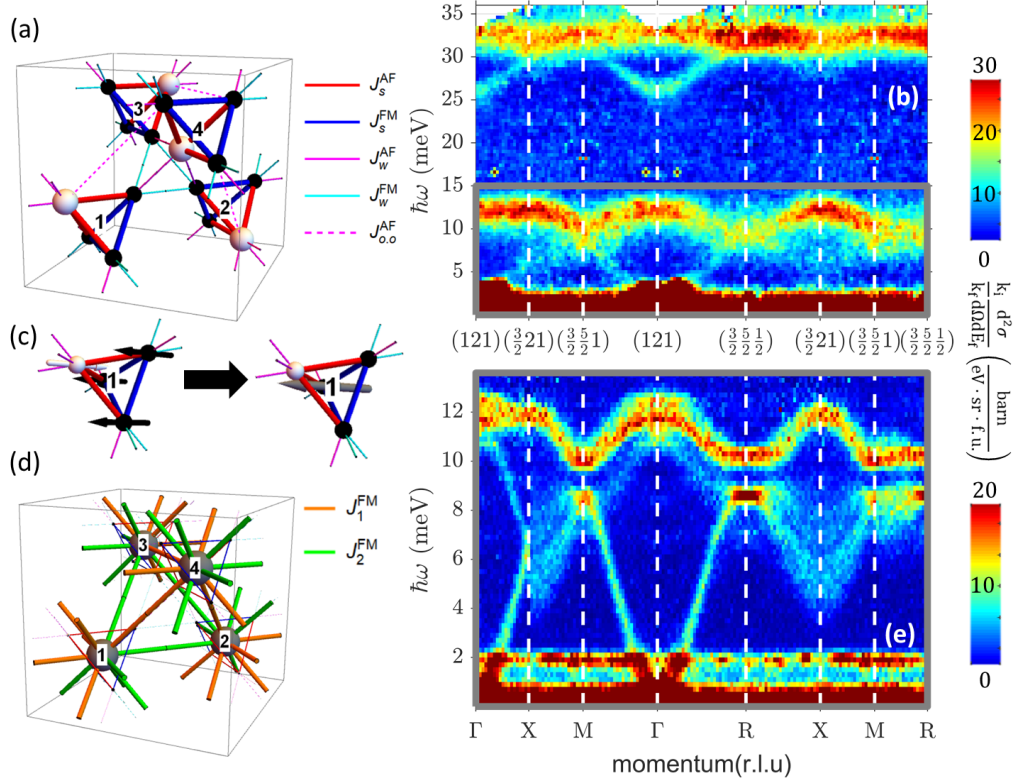 (a)
3
4
1
2
J_s^AF
J_s^FM
J_w^AF
J_w^FM
J_o.o^AF
(b)
ħω (meV)
35
30
25
20
15
10
5
(121) (3/2 2 1) (3/2 5/2 1) (121) (3/2 5/2 1/2) (3/2 2 1) (3/2 5/2 1) (3/2 5/2 1/2)
30
20
10
0
k_i/k_f d²σ/dΩdE_f (barn/eV · sr · f.u.)
(c)
1
1
(d)
3
4
1
2
J_1^FM
J_2^FM
(e)
ħω (meV)
12
10
8
6
4
2
Γ X M Γ R X M R
momentum(r.l.u)
20
10
0